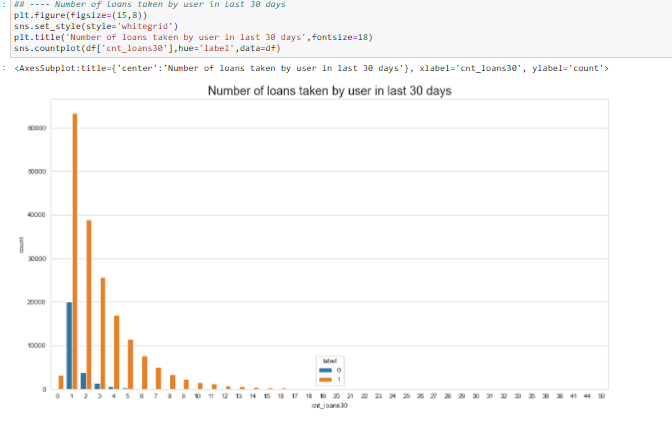 : ## ---- Number of Loans taken by user in Last 30 days
plt.figure(figsize=(15,8))
sns.set_style(style='whitegrid')
plt.title('Number of loans taken by user in last 30 days',fontsize=18)
sns.countplot(df['cnt_loans30'],hue='label',data=df)
: <AxesSubplot:title={'center':'Number of loans taken by user in last 30 days'}, xlabel='cnt_loans30', ylabel='count'>
Number of loans taken by user in last 30 days
60000
50000
40000
30000
20000
10000
0
count
label
0
1
0 1 2 3 4 5 6 7 8 9 10 11 12 13 14 15 16 17 18 19 20 21 22 23 24 25 26 27 28 29 30 31 32 33 35 36 38 41 44 50
cnt_loans30